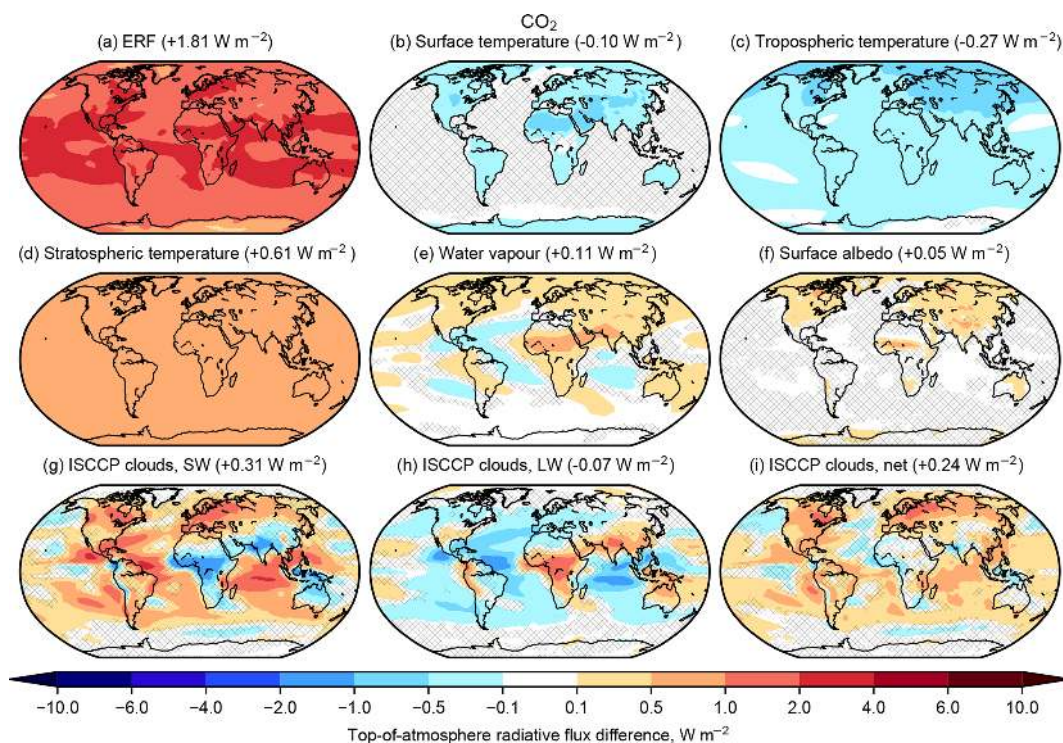 CO₂
(a) ERF (+1.81 W m⁻²)
(b) Surface temperature (-0.10 W m⁻²)
(c) Tropospheric temperature (-0.27 W m⁻²)
(d) Stratospheric temperature (+0.61 W m⁻²)
(e) Water vapour (+0.11 W m⁻²)
(f) Surface albedo (+0.05 W m⁻²)
(g) ISCCP clouds, SW (+0.31 W m⁻²)
(h) ISCCP clouds, LW (-0.07 W m⁻²)
(i) ISCCP clouds, net (+0.24 W m⁻²)
−10.0 −6.0 −4.0 −2.0 −1.0 −0.5 −0.1 0.1 0.5 1.0 2.0 4.0 6.0 10.0
Top-of-atmosphere radiative flux difference, W m⁻²